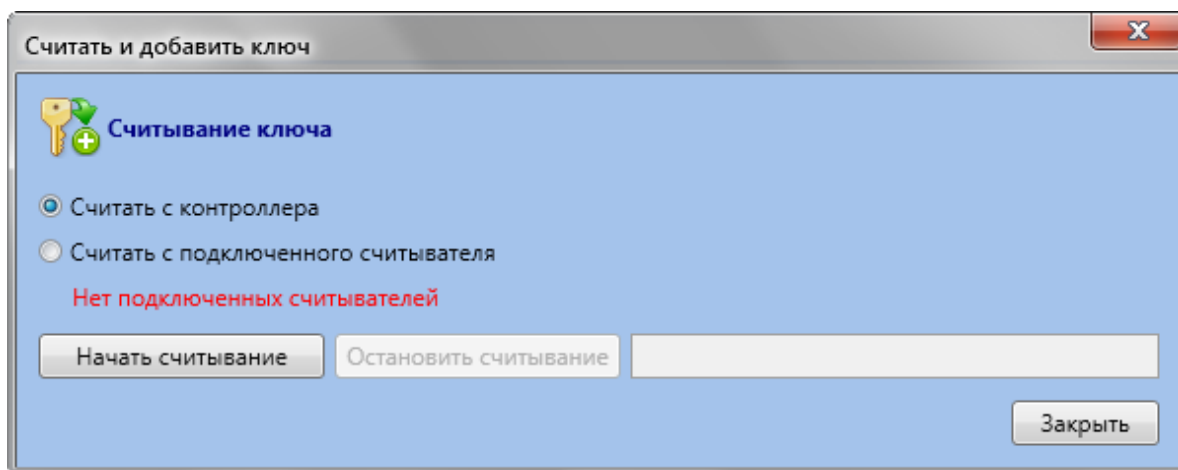 Считать и добавить ключ
Считывание ключа
Считать с контроллера
Считать с подключенного считывателя
Нет подключенных считывателей
Начать считывание Остановить считывание
Закрыть